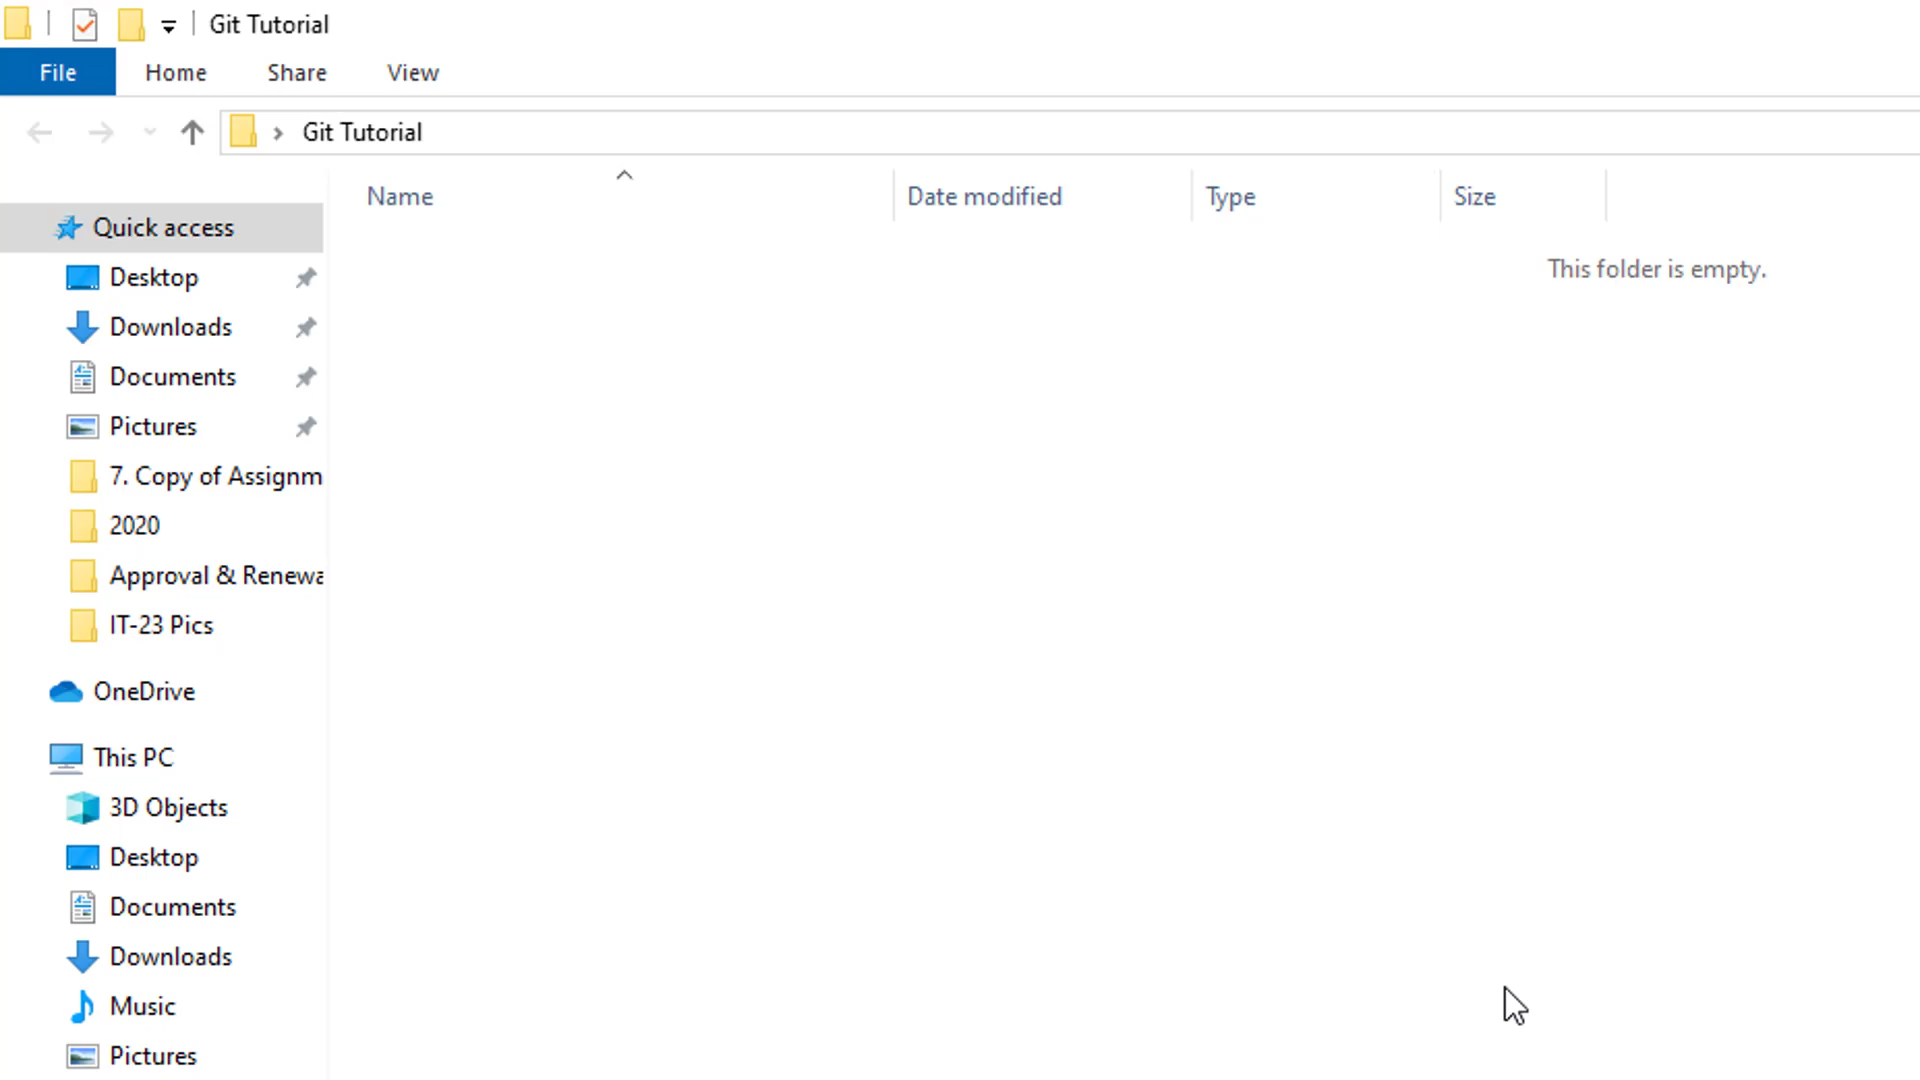 Git Tutorial
File Home Share View
Git Tutorial
Name Date modified Type Size
This folder is empty.
Quick access
Desktop
Downloads
Documents
Pictures
7. Copy of Assignm
2020
Approval & Renewa
IT-23 Pics
OneDrive
This PC
3D Objects
Desktop
Documents
Downloads
Music
Pictures